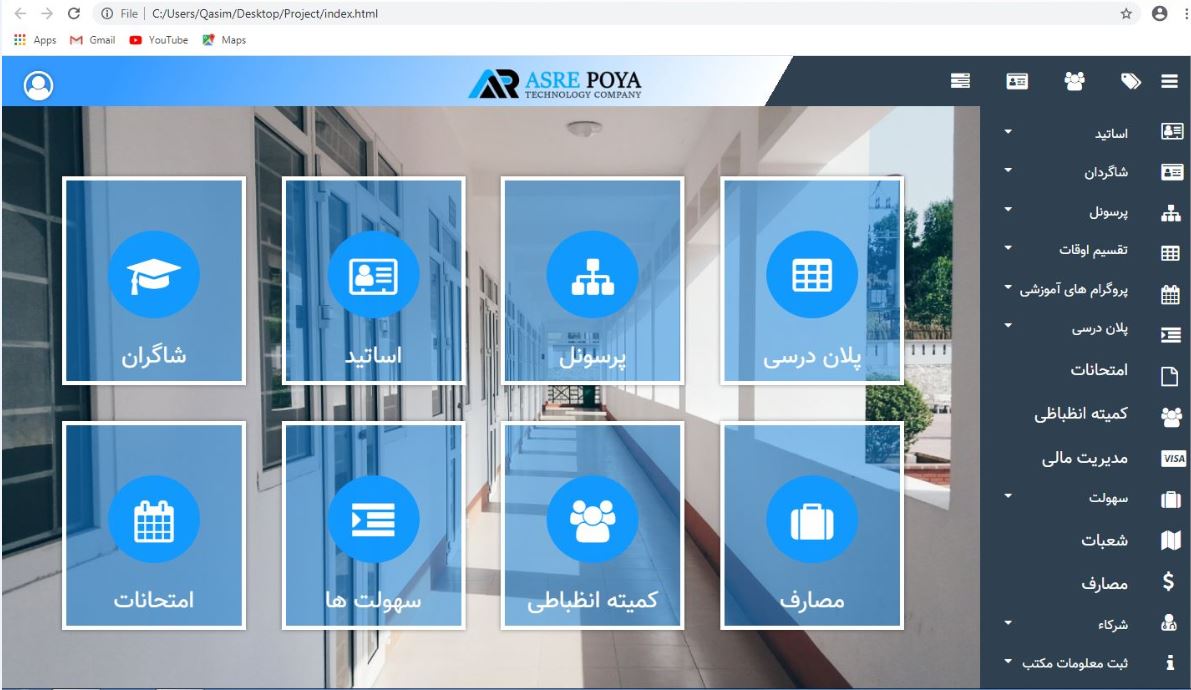 File C:/Users/Qasim/Desktop/Project/index.html
Apps Gmail YouTube Maps
ASRE POYA
TECHNOLOGY COMPANY
اساتید
شاگردان
پرسونل
تقسیم اوقات
پروگرام های آموزشی
پلان درسی
امتحانات
کمیته انظباطی
مدیریت مالی
VISA
سهولت
شعبات
مصارف
شرکاء
ثبت معلومات مکتب
پلان درسی
پرسونل
اساتید
شاگران
مصارف
کمیته انظباطی
سهولت ها
امتحانات